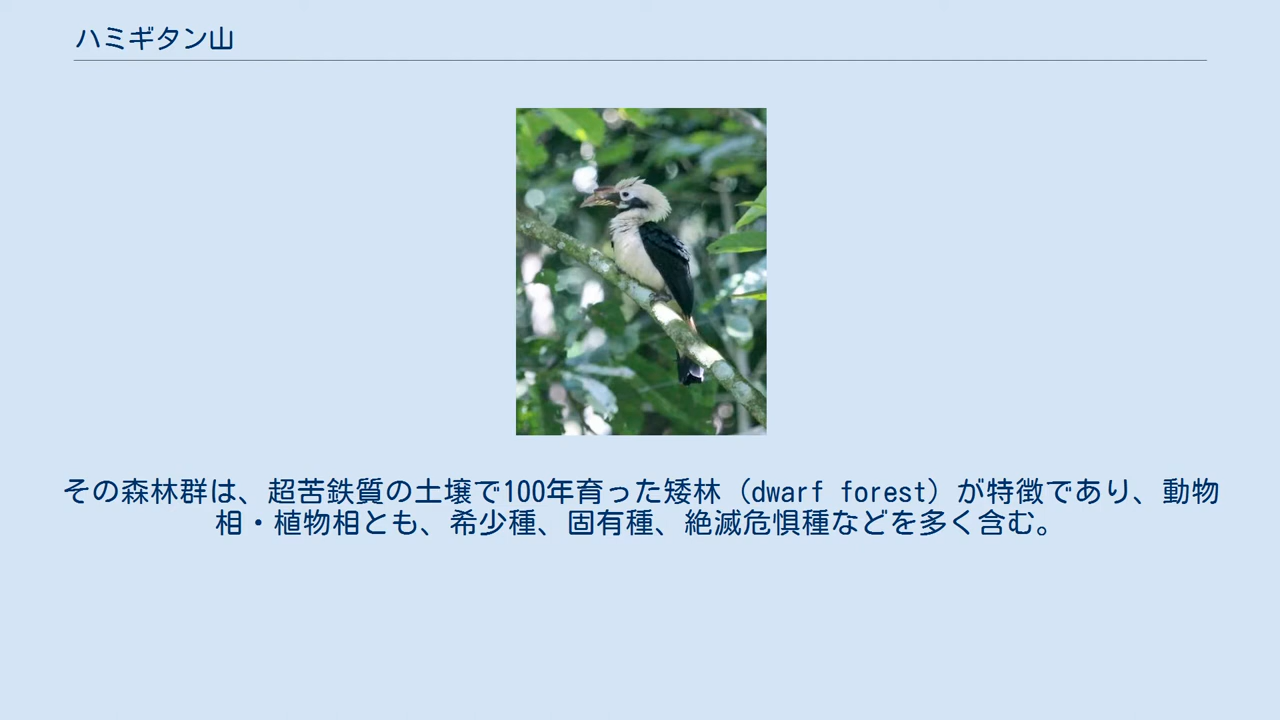 ハミギタン山
その森林群は、超苦鉄質の土壌で100年育った矮林（dwarf forest）が特徴であり、動物
相・植物相とも、希少種、固有種、絶滅危惧種などを多く含む。